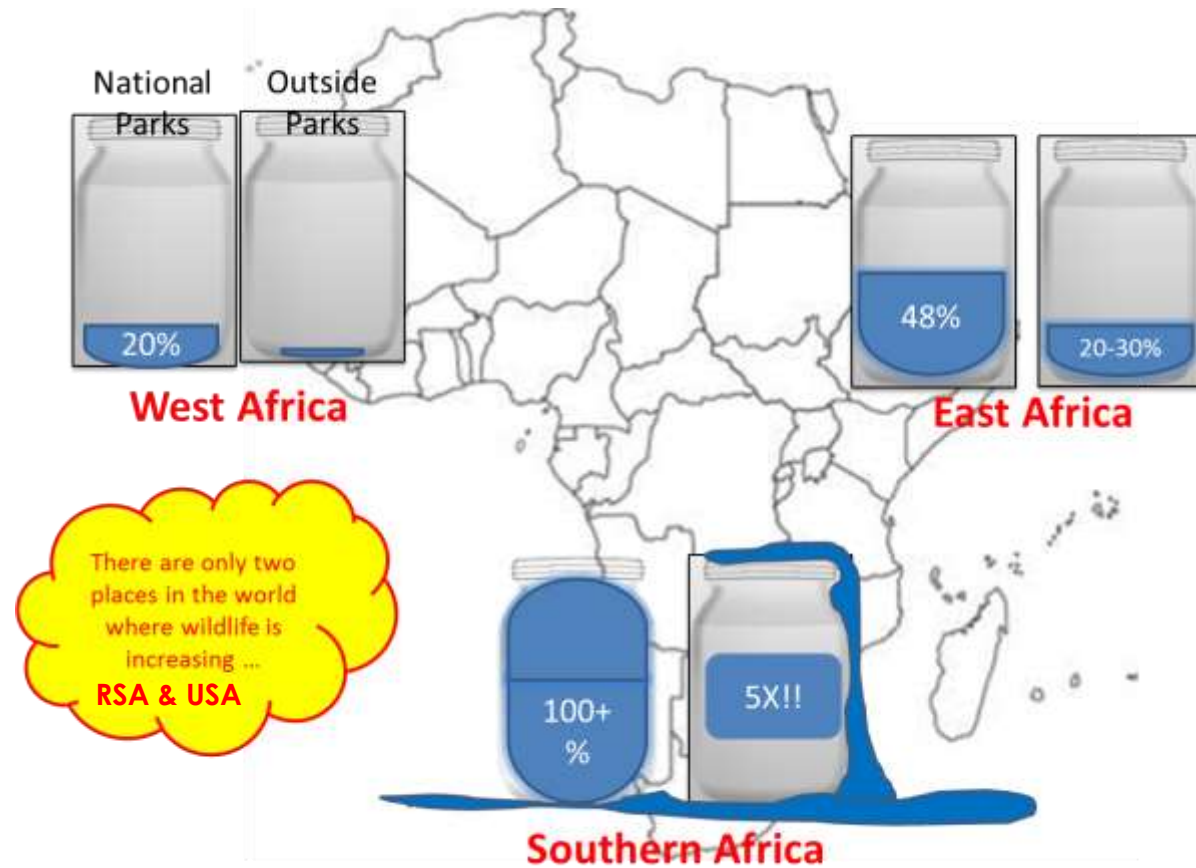 National
Parks
Outside
Parks
20%
West Africa
48%
20-30%
East Africa
There are only two
places in the world
where wildlife is
increasing ...
RSA & USA
100+
%
5X!!
Southern Africa